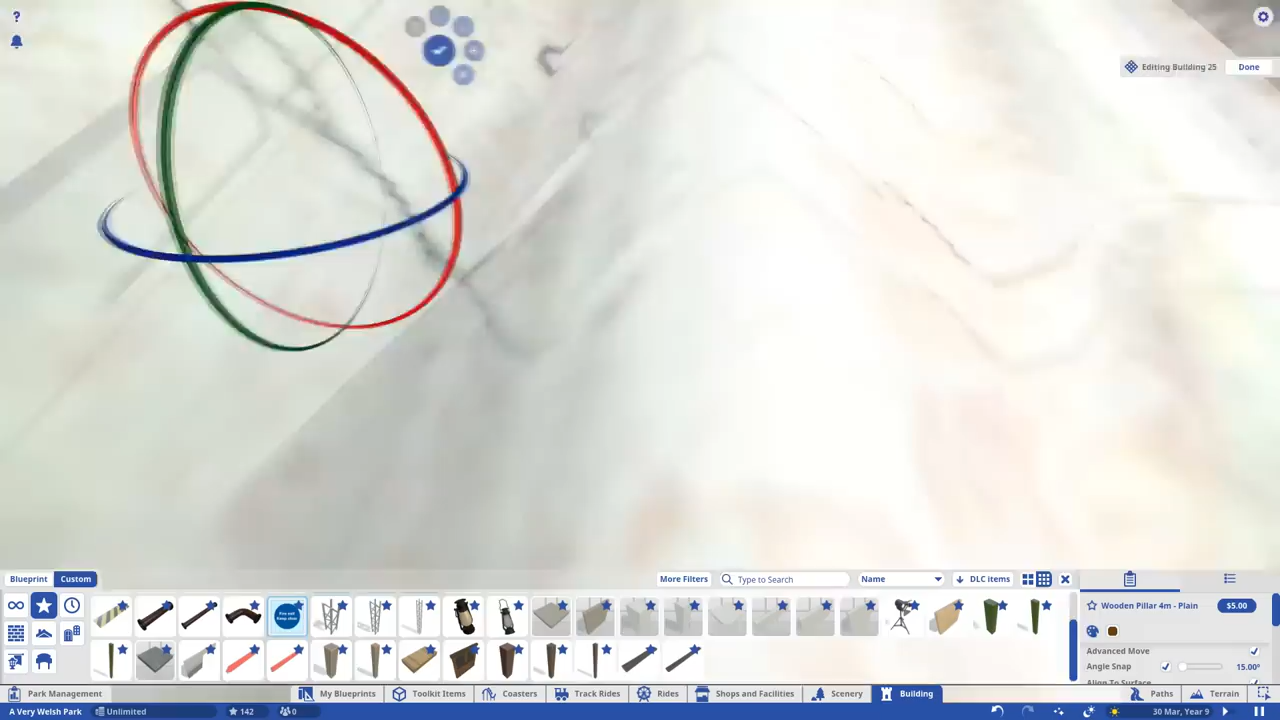 ?
Editing Building 25 Done
Blueprint Custom More Filters Type to Search Name DLC items
Wooden Pillar 4m - Plain $5.00
Advanced Move
Angle Snap 15.00°
Park Management My Blueprints Toolkit Items Coasters Track Rides Rides Shops and Facilities Scenery Building Paths Terrain
A Very Welsh Park Unlimited 142 0 30 Mar, Year 9